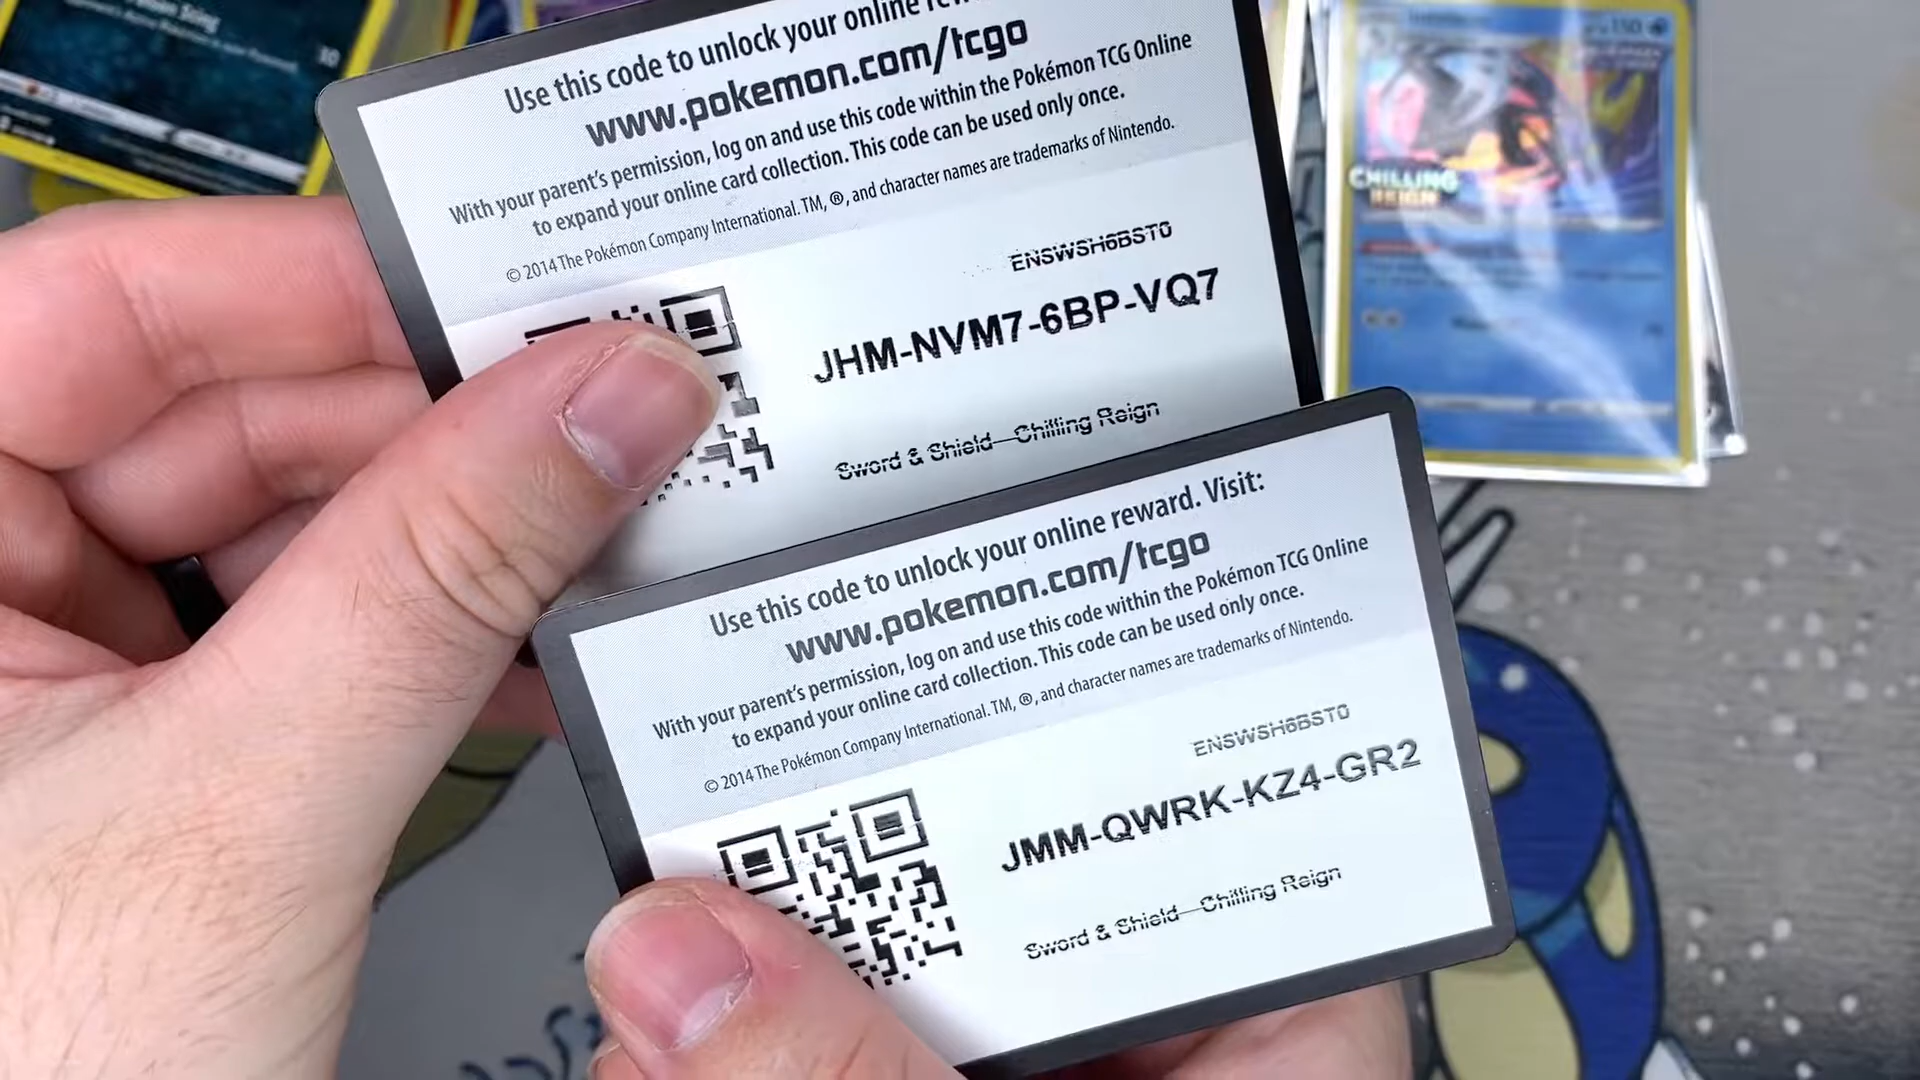 Use this code to unlock your online
www.pokemon.com/tcgo
With your parent's permission, log on and use this code within the Pokémon TCG Online
to expand your online card collection. This code can be used only once.
© 2014 The Pokémon Company International. TM, ®, and character names are trademarks of Nintendo.
ENSWSH6BST0
JHM-NVM7-6BP-VQ7
Sword & Shield—Chilling Reign
Use this code to unlock your online reward. Visit:
www.pokemon.com/tcgo
With your parent's permission, log on and use this code within the Pokémon TCG Online
to expand your online card collection. This code can be used only once.
© 2014 The Pokémon Company International. TM, ®, and character names are trademarks of Nintendo.
ENSWSH6BST0
JMM-QWRK-KZ4-GR2
Sword & Shield—Chilling Reign
CHILLING
REIGN